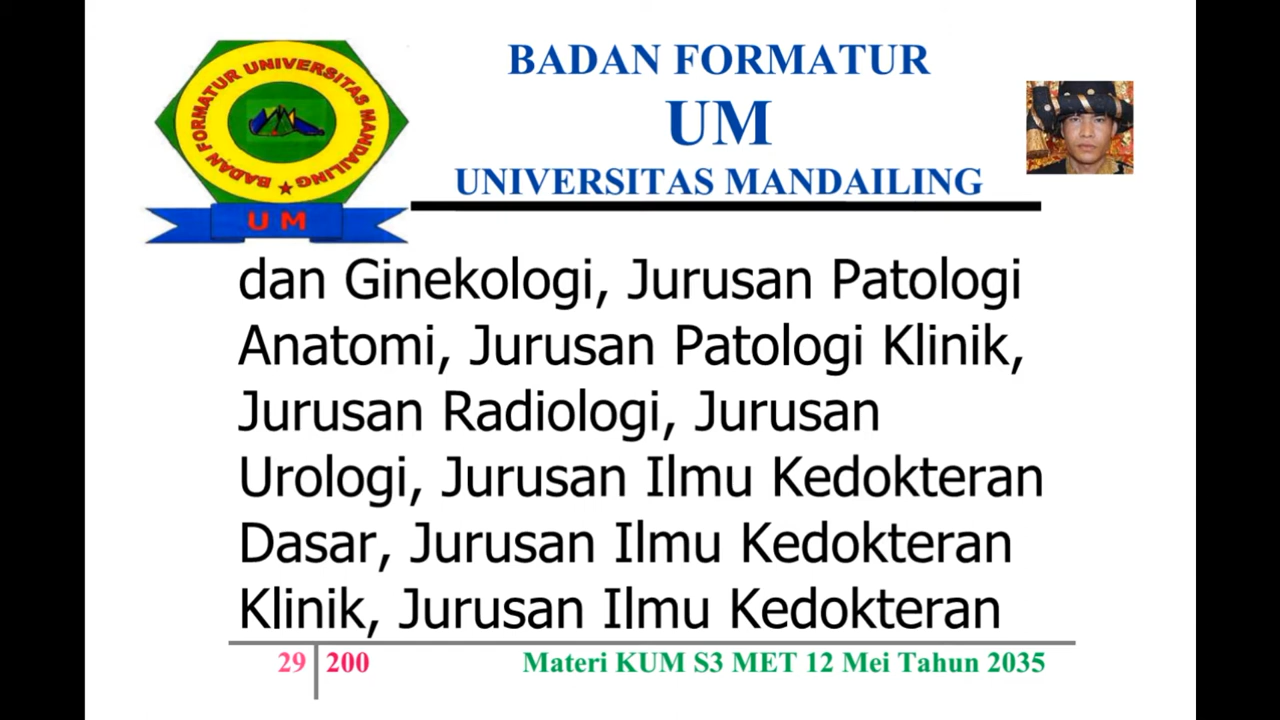 BADAN FORMATUR UNIVERSITAS MANDAILING
U M
BADAN FORMATUR
UM
UNIVERSITAS MANDAILING
dan Ginekologi, Jurusan Patologi
Anatomi, Jurusan Patologi Klinik,
Jurusan Radiologi, Jurusan
Urologi, Jurusan Ilmu Kedokteran
Dasar, Jurusan Ilmu Kedokteran
Klinik, Jurusan Ilmu Kedokteran
29 200 Materi KUM S3 MET 12 Mei Tahun 2035